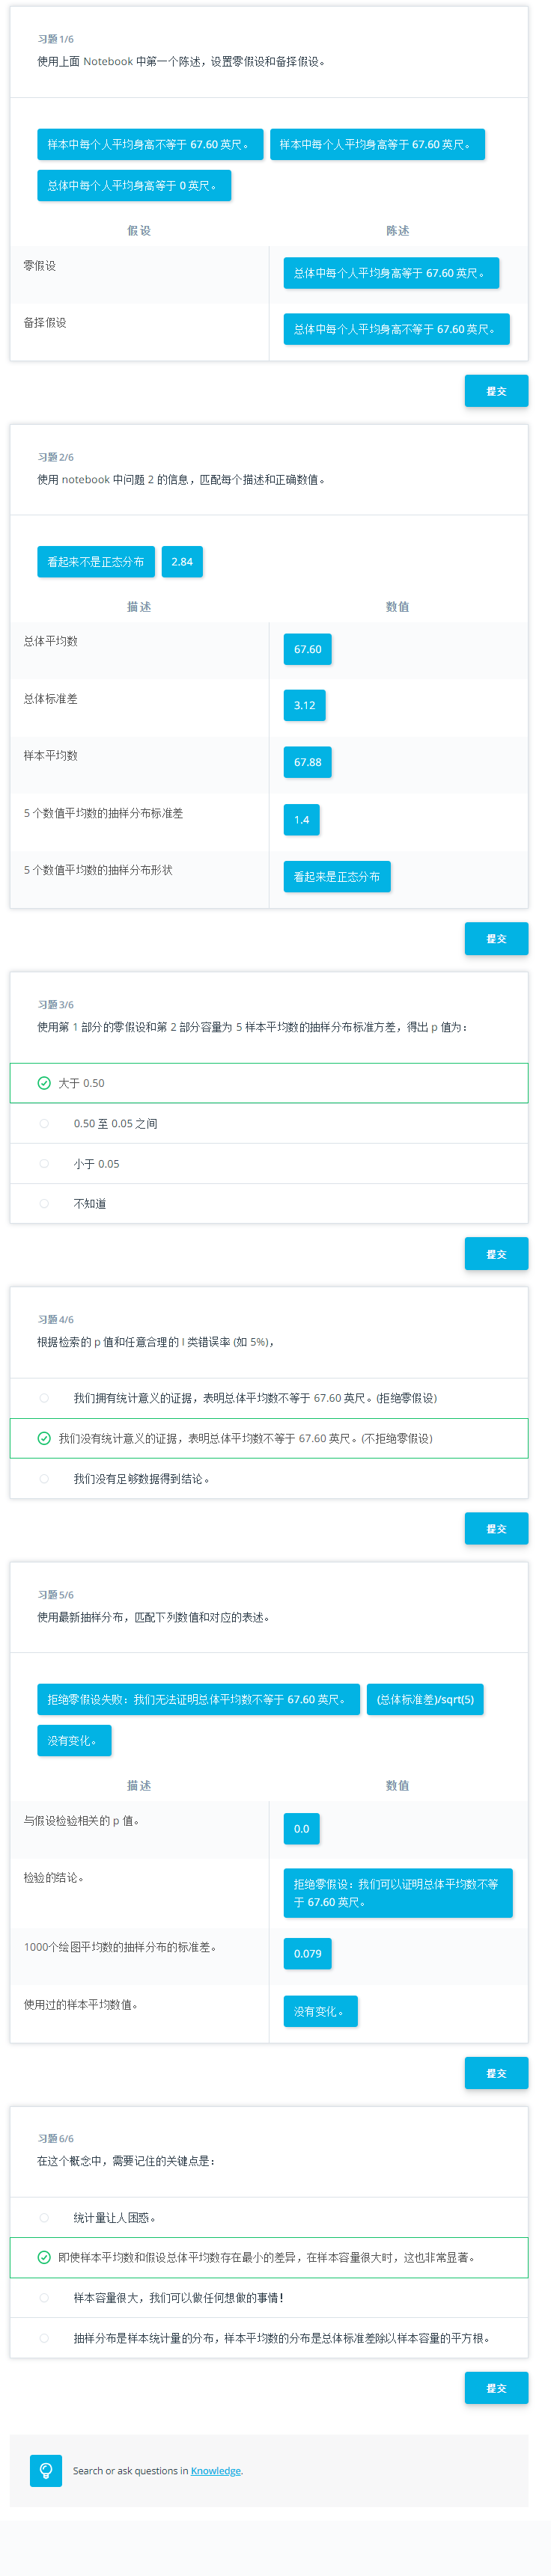 习题 1/6
使用上面 Notebook 中第一个陈述，设置零假设和备择假设。
样本中每个人平均身高不等于 67.60 英尺。
样本中每个人平均身高等于 67.60 英尺。
总体中每个人平均身高等于 0 英尺。
假设
陈述
零假设
总体中每个人平均身高等于 67.60 英尺。
备择假设
总体中每个人平均身高不等于 67.60 英尺。
提交
习题 2/6
使用 notebook 中问题 2 的信息，匹配每个描述和正确数值。
看起来不是正态分布
2.84
描述
数值
总体平均数
67.60
总体标准差
3.12
样本平均数
67.88
5 个数值平均数的抽样分布标准差
1.4
5 个数值平均数的抽样分布形状
看起来是正态分布
提交
习题 3/6
使用第 1 部分的零假设和第 2 部分容量为 5 样本平均数的抽样分布标准方差，得出 p 值为：
大于 0.50
0.50 至 0.05 之间
小于 0.05
不知道
提交
习题 4/6
根据检索的 p 值和任意合理的 I 类错误率 (如 5%)，
我们拥有统计意义的证据，表明总体平均数不等于 67.60 英尺。(拒绝零假设)
我们没有统计意义的证据，表明总体平均数不等于 67.60 英尺。(不拒绝零假设)
我们没有足够数据得到结论。
提交
习题 5/6
使用最新抽样分布，匹配下列数值和对应的表述。
拒绝零假设失败：我们无法证明总体平均数不等于 67.60 英尺。
(总体标准差)/sqrt(5)
没有变化。
描述
数值
与假设检验相关的 p 值。
0.0
检验的结论。
拒绝零假设：我们可以证明总体平均数不等
于 67.60 英尺。
1000个绘图平均数的抽样分布的标准差。
0.079
使用过的样本平均数值。
没有变化。
提交
习题 6/6
在这个概念中，需要记住的关键点是：
统计量让人困惑。
即使样本平均数和假设总体平均数存在最小的差异，在样本容量很大时，这也非常显著。
样本容量很大，我们可以做任何想做的事情！
抽样分布是样本统计量的分布，样本平均数的分布是总体标准差除以样本容量的平方根。
提交
Search or ask questions in Knowledge.